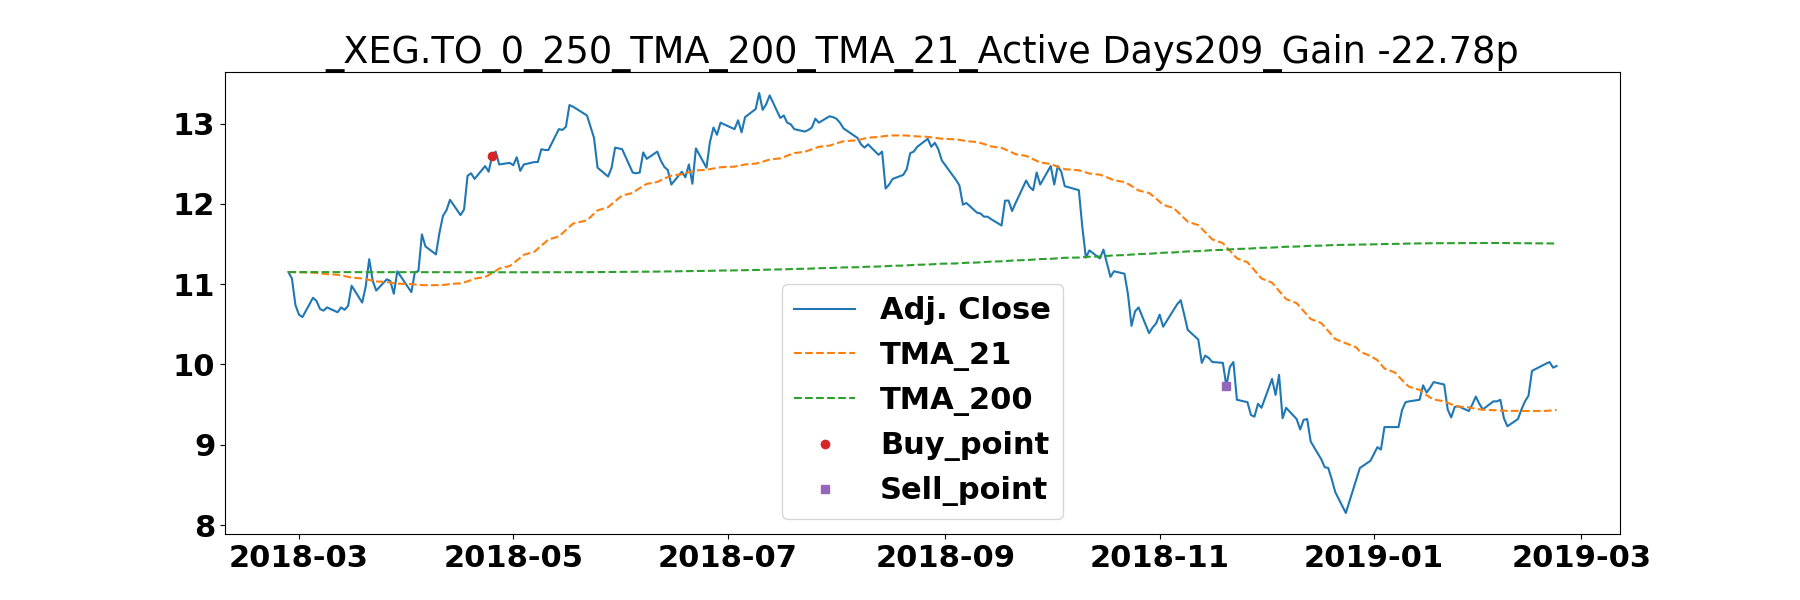 _XEG.TO_0_250_TMA_200_TMA_21_Active Days209_Gain -22.78p
13
12
11
10
9
8
Adj. Close
TMA_21
TMA_200
Buy_point
Sell_point
2018-03 2018-05 2018-07 2018-09 2018-11 2019-01 2019-03